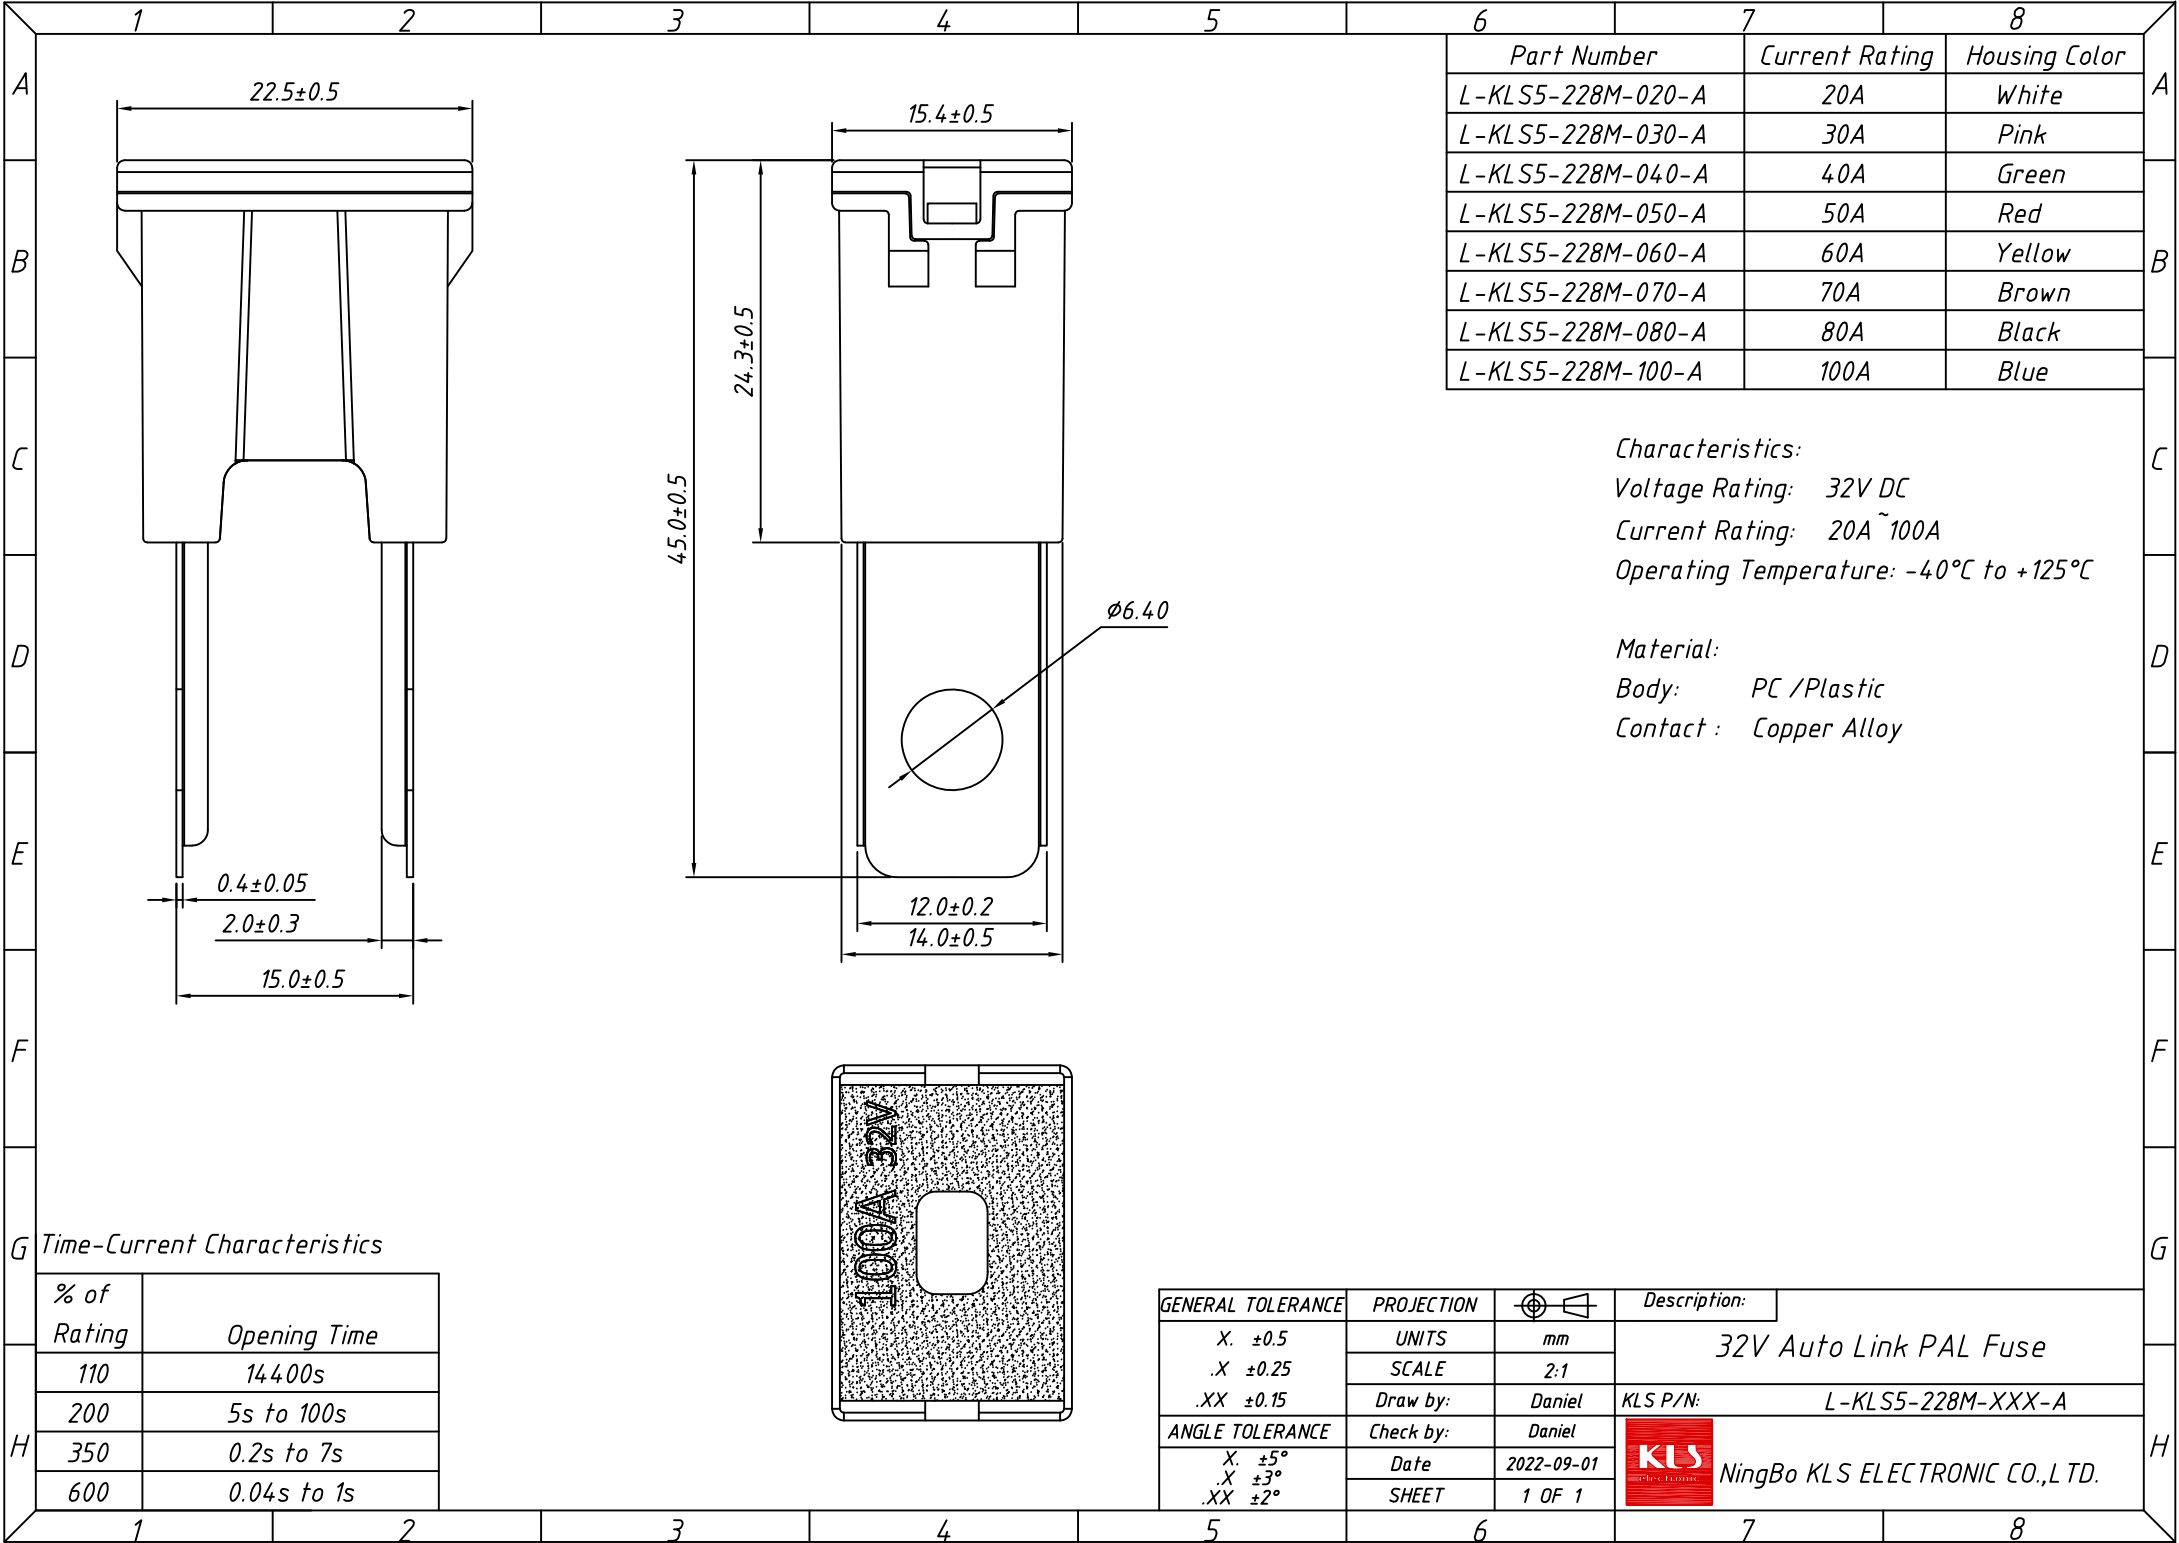 1 2 3 4 5 6 7 8
A A
B B
C C
D D
E E
F F
G G
H H
22.5±0.5
15.4±0.5
24.3±0.5
45.0±0.5
Ø6.40
0.4±0.05
2.0±0.3
15.0±0.5
12.0±0.2
14.0±0.5
Part Number Current Rating Housing Color
L-KLS5-228M-020-A 20A White
L-KLS5-228M-030-A 30A Pink
L-KLS5-228M-040-A 40A Green
L-KLS5-228M-050-A 50A Red
L-KLS5-228M-060-A 60A Yellow
L-KLS5-228M-070-A 70A Brown
L-KLS5-228M-080-A 80A Black
L-KLS5-228M-100-A 100A Blue
Characteristics:
Voltage Rating: 32V DC
Current Rating: 20A~100A
Operating Temperature: -40°C to +125°C
Material:
Body: PC /Plastic
Contact : Copper Alloy
100A 32V
Time-Current Characteristics
% of
Rating Opening Time
110 14400s
200 5s to 100s
350 0.2s to 7s
600 0.04s to 1s
GENERAL TOLERANCE PROJECTION Description:
X. ±0.5 UNITS mm 32V Auto Link PAL Fuse
.X ±0.25 SCALE 2:1
.XX ±0.15 Draw by: Daniel KLS P/N: L-KLS5-228M-XXX-A
ANGLE TOLERANCE Check by: Daniel
X. ±5° Date 2022-09-01
.X ±3°
.XX ±2° SHEET 1 OF 1
KLS
electronic
NingBo KLS ELECTRONIC CO.,LTD.
1 2 3 4 5 6 7 8